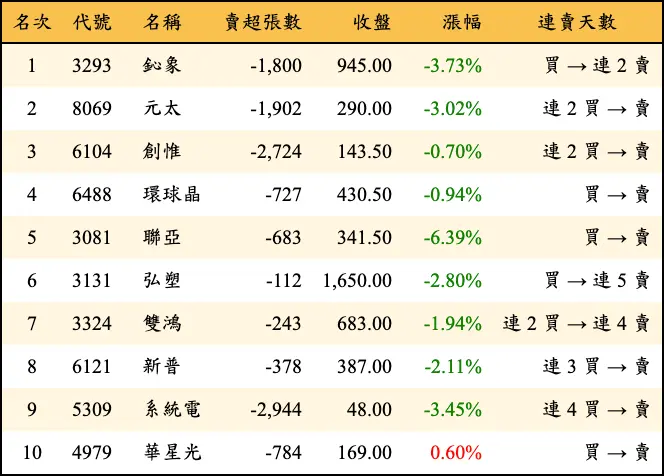 名次 代號 名稱 賣超張數 收盤 漲幅 連賣天數
1 3293 鈊象 -1,800 945.00 -3.73% 買 → 連 2 賣
2 8069 元太 -1,902 290.00 -3.02% 連 2 買 → 賣
3 6104 創惟 -2,724 143.50 -0.70% 連 2 買 → 賣
4 6488 環球晶 -727 430.50 -0.94% 買 → 賣
5 3081 聯亞 -683 341.50 -6.39% 買 → 賣
6 3131 弘塑 -112 1,650.00 -2.80% 買 → 連 5 賣
7 3324 雙鴻 -243 683.00 -1.94% 連 2 買 → 連 4 賣
8 6121 新普 -378 387.00 -2.11% 連 3 買 → 賣
9 5309 系統電 -2,944 48.00 -3.45% 連 4 買 → 賣
10 4979 華星光 -784 169.00 0.60% 買 → 賣